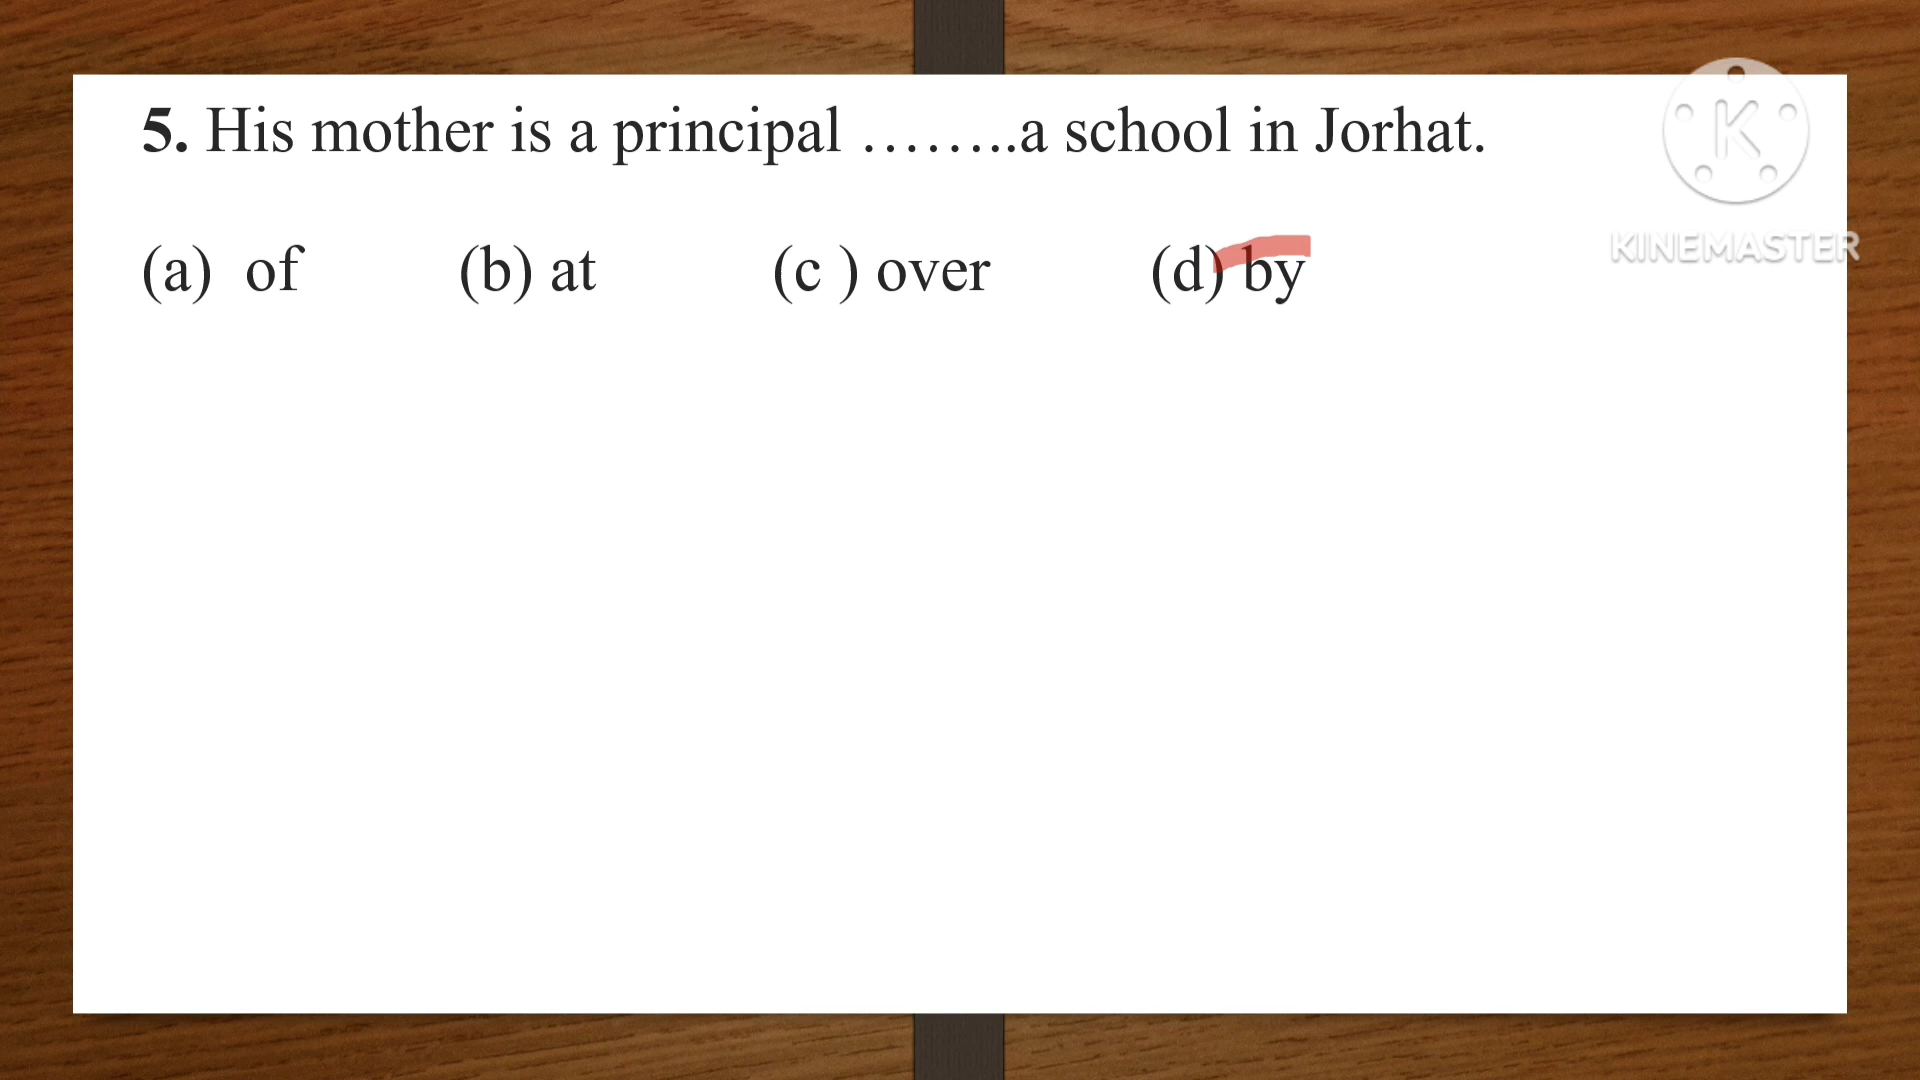 5. His mother is a principal ……..a school in Jorhat.
(a) of (b) at (c ) over (d) by
KINEMASTER